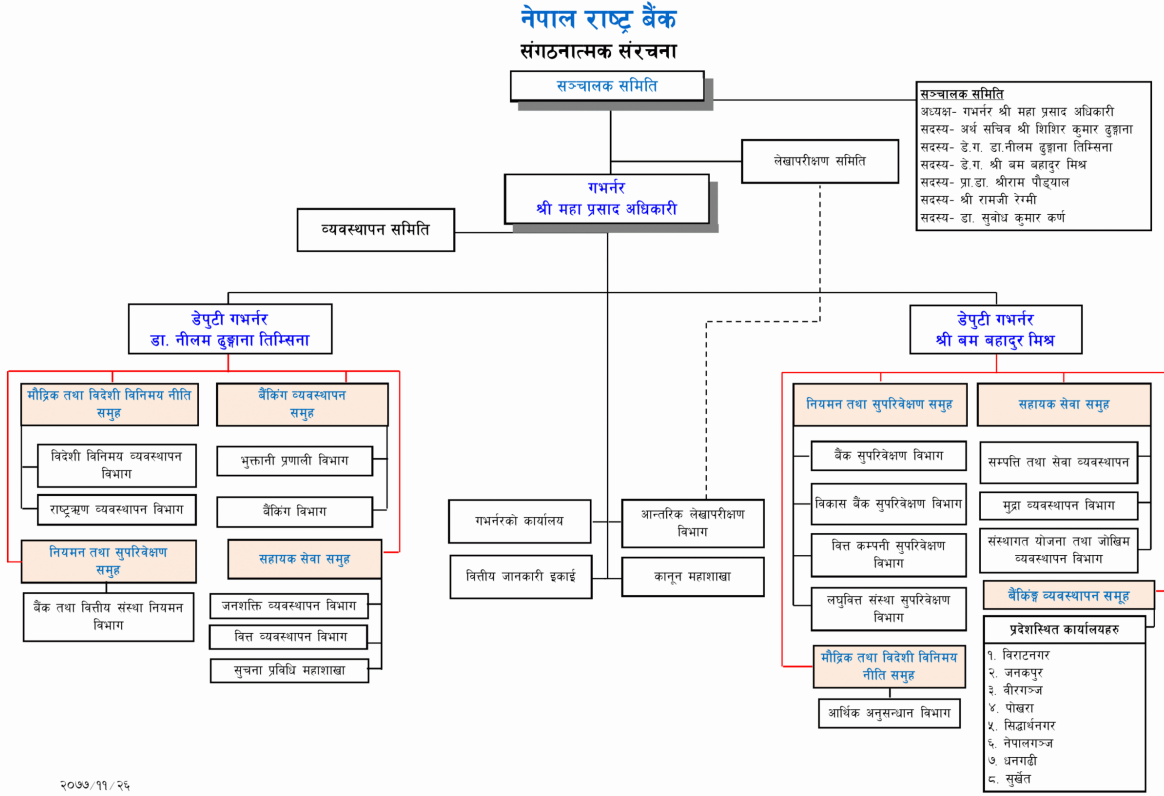 नेपाल राष्ट्र बैंक
संगठनात्मक संरचना
सञ्चालक समिति
सञ्चालक समिति
अध्यक्ष- गभर्नर श्री महा प्रसाद अधिकारी
सदस्य- अर्थ सचिव श्री शिशिर कुमार ढुङ्गाना
सदस्य- डे.ग. डा.नीलम ढुङ्गाना तिम्सिना
सदस्य- डे.ग. श्री बम बहादुर मिश्र
सदस्य- प्रा.डा. श्रीराम पौड्याल
सदस्य- श्री रामजी रेग्मी
सदस्य- डा. सुवोध कुमार कर्ण
लेखापरीक्षण समिति
गभर्नर
श्री महा प्रसाद अधिकारी
व्यवस्थापन समिति
डेपुटी गभर्नर
डा. नीलम ढुङ्गाना तिम्सिना
डेपुटी गभर्नर
श्री बम बहादुर मिश्र
मौद्रिक तथा विदेशी विनिमय नीति
समुह
विदेशी विनिमय व्यवस्थापन
विभाग
राष्ट्रऋण व्यवस्थापन विभाग
नियमन तथा सुपरिवेक्षण
समुह
बैंक तथा वित्तीय संस्था नियमन
विभाग
बैंकिंग व्यवस्थापन
समुह
भुक्तानी प्रणाली विभाग
बैंकिंग विभाग
सहायक सेवा समुह
जनशक्ति व्यवस्थापन विभाग
वित्त व्यवस्थापन विभाग
सुचना प्रविधि महाशाखा
गभर्नरको कार्यालय
आन्तरिक लेखापरीक्षण
विभाग
वित्तीय जानकारी इकाई
कानून महाशाखा
नियमन तथा सुपरिवेक्षण समुह
बैंक सुपरिवेक्षण विभाग
विकास बैंक सुपरिवेक्षण विभाग
वित्त कम्पनी सुपरिवेक्षण
विभाग
लघुवित्त संस्था सुपरिवेक्षण
विभाग
मौद्रिक तथा विदेशी विनिमय
नीति समुह
आर्थिक अनुसन्धान विभाग
सहायक सेवा समुह
सम्पत्ति तथा सेवा व्यवस्थापन
मुद्रा व्यवस्थापन विभाग
संस्थागत योजना तथा जोखिम
व्यवस्थापन विभाग
बैंकिङ्ग व्यवस्थापन समूह
प्रदेशस्थित कार्यालयहरु
१. विराटनगर
२. जनकपुर
३. वीरगञ्ज
४. पोखरा
५. सिद्धार्थनगर
६. नेपालगञ्ज
७. धनगढी
८. सुर्खेत
२०७७/११/२६